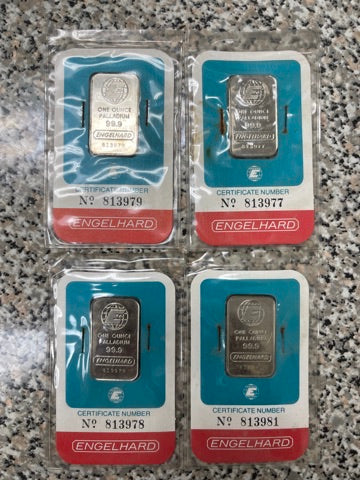 ONE OUNCE
PALLADIUM
99.9
ENGELHARD
813979
CERTIFICATE NUMBER
Nº 813979
ENGELHARD
ONE OUNCE
PALLADIUM
99.9
ENGELHARD
813977
CERTIFICATE NUMBER
Nº 813977
ENGELHARD
ONE OUNCE
PALLADIUM
99.9
ENGELHARD
CERTIFICATE NUMBER
Nº 813978
ENGELHARD
ONE OUNCE
PALLADIUM
99.9
ENGELHARD
CERTIFICATE NUMBER
Nº 813981
ENGELHARD